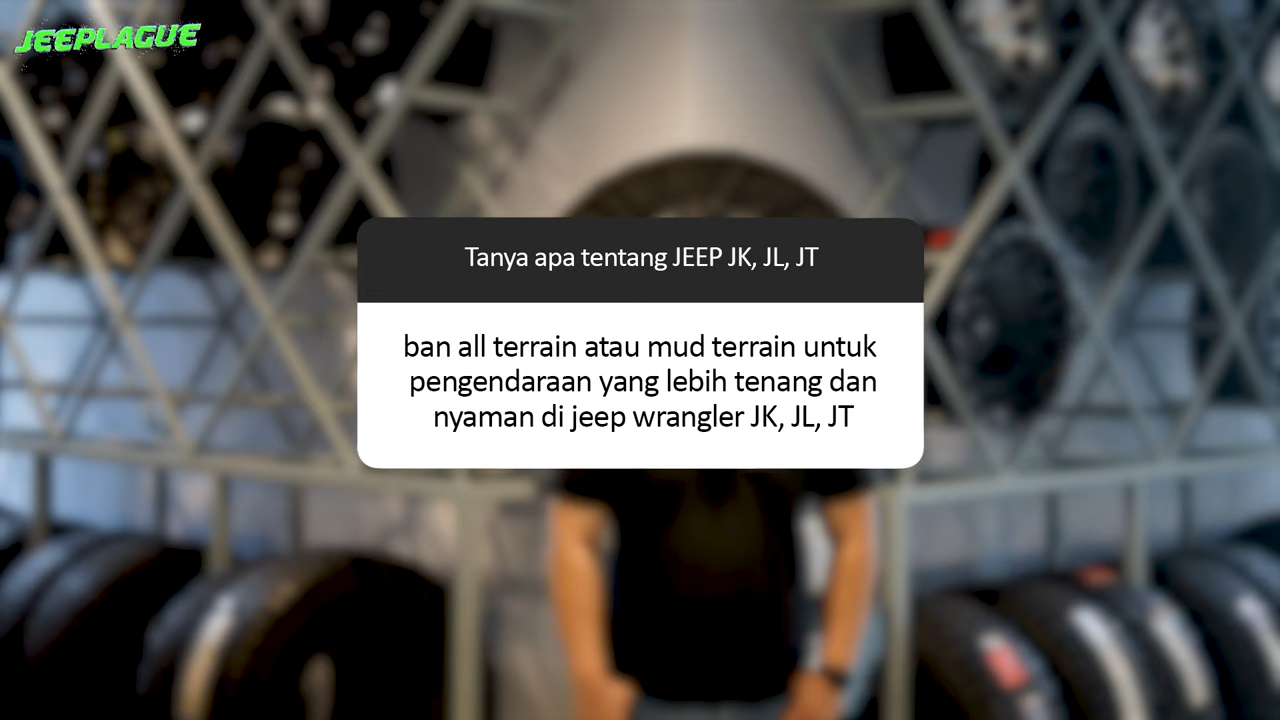 JEEPLAGUE
Tanya apa tentang JEEP JK, JL, JT
ban all terrain atau mud terrain untuk
pengendaraan yang lebih tenang dan
nyaman di jeep wrangler JK, JL, JT